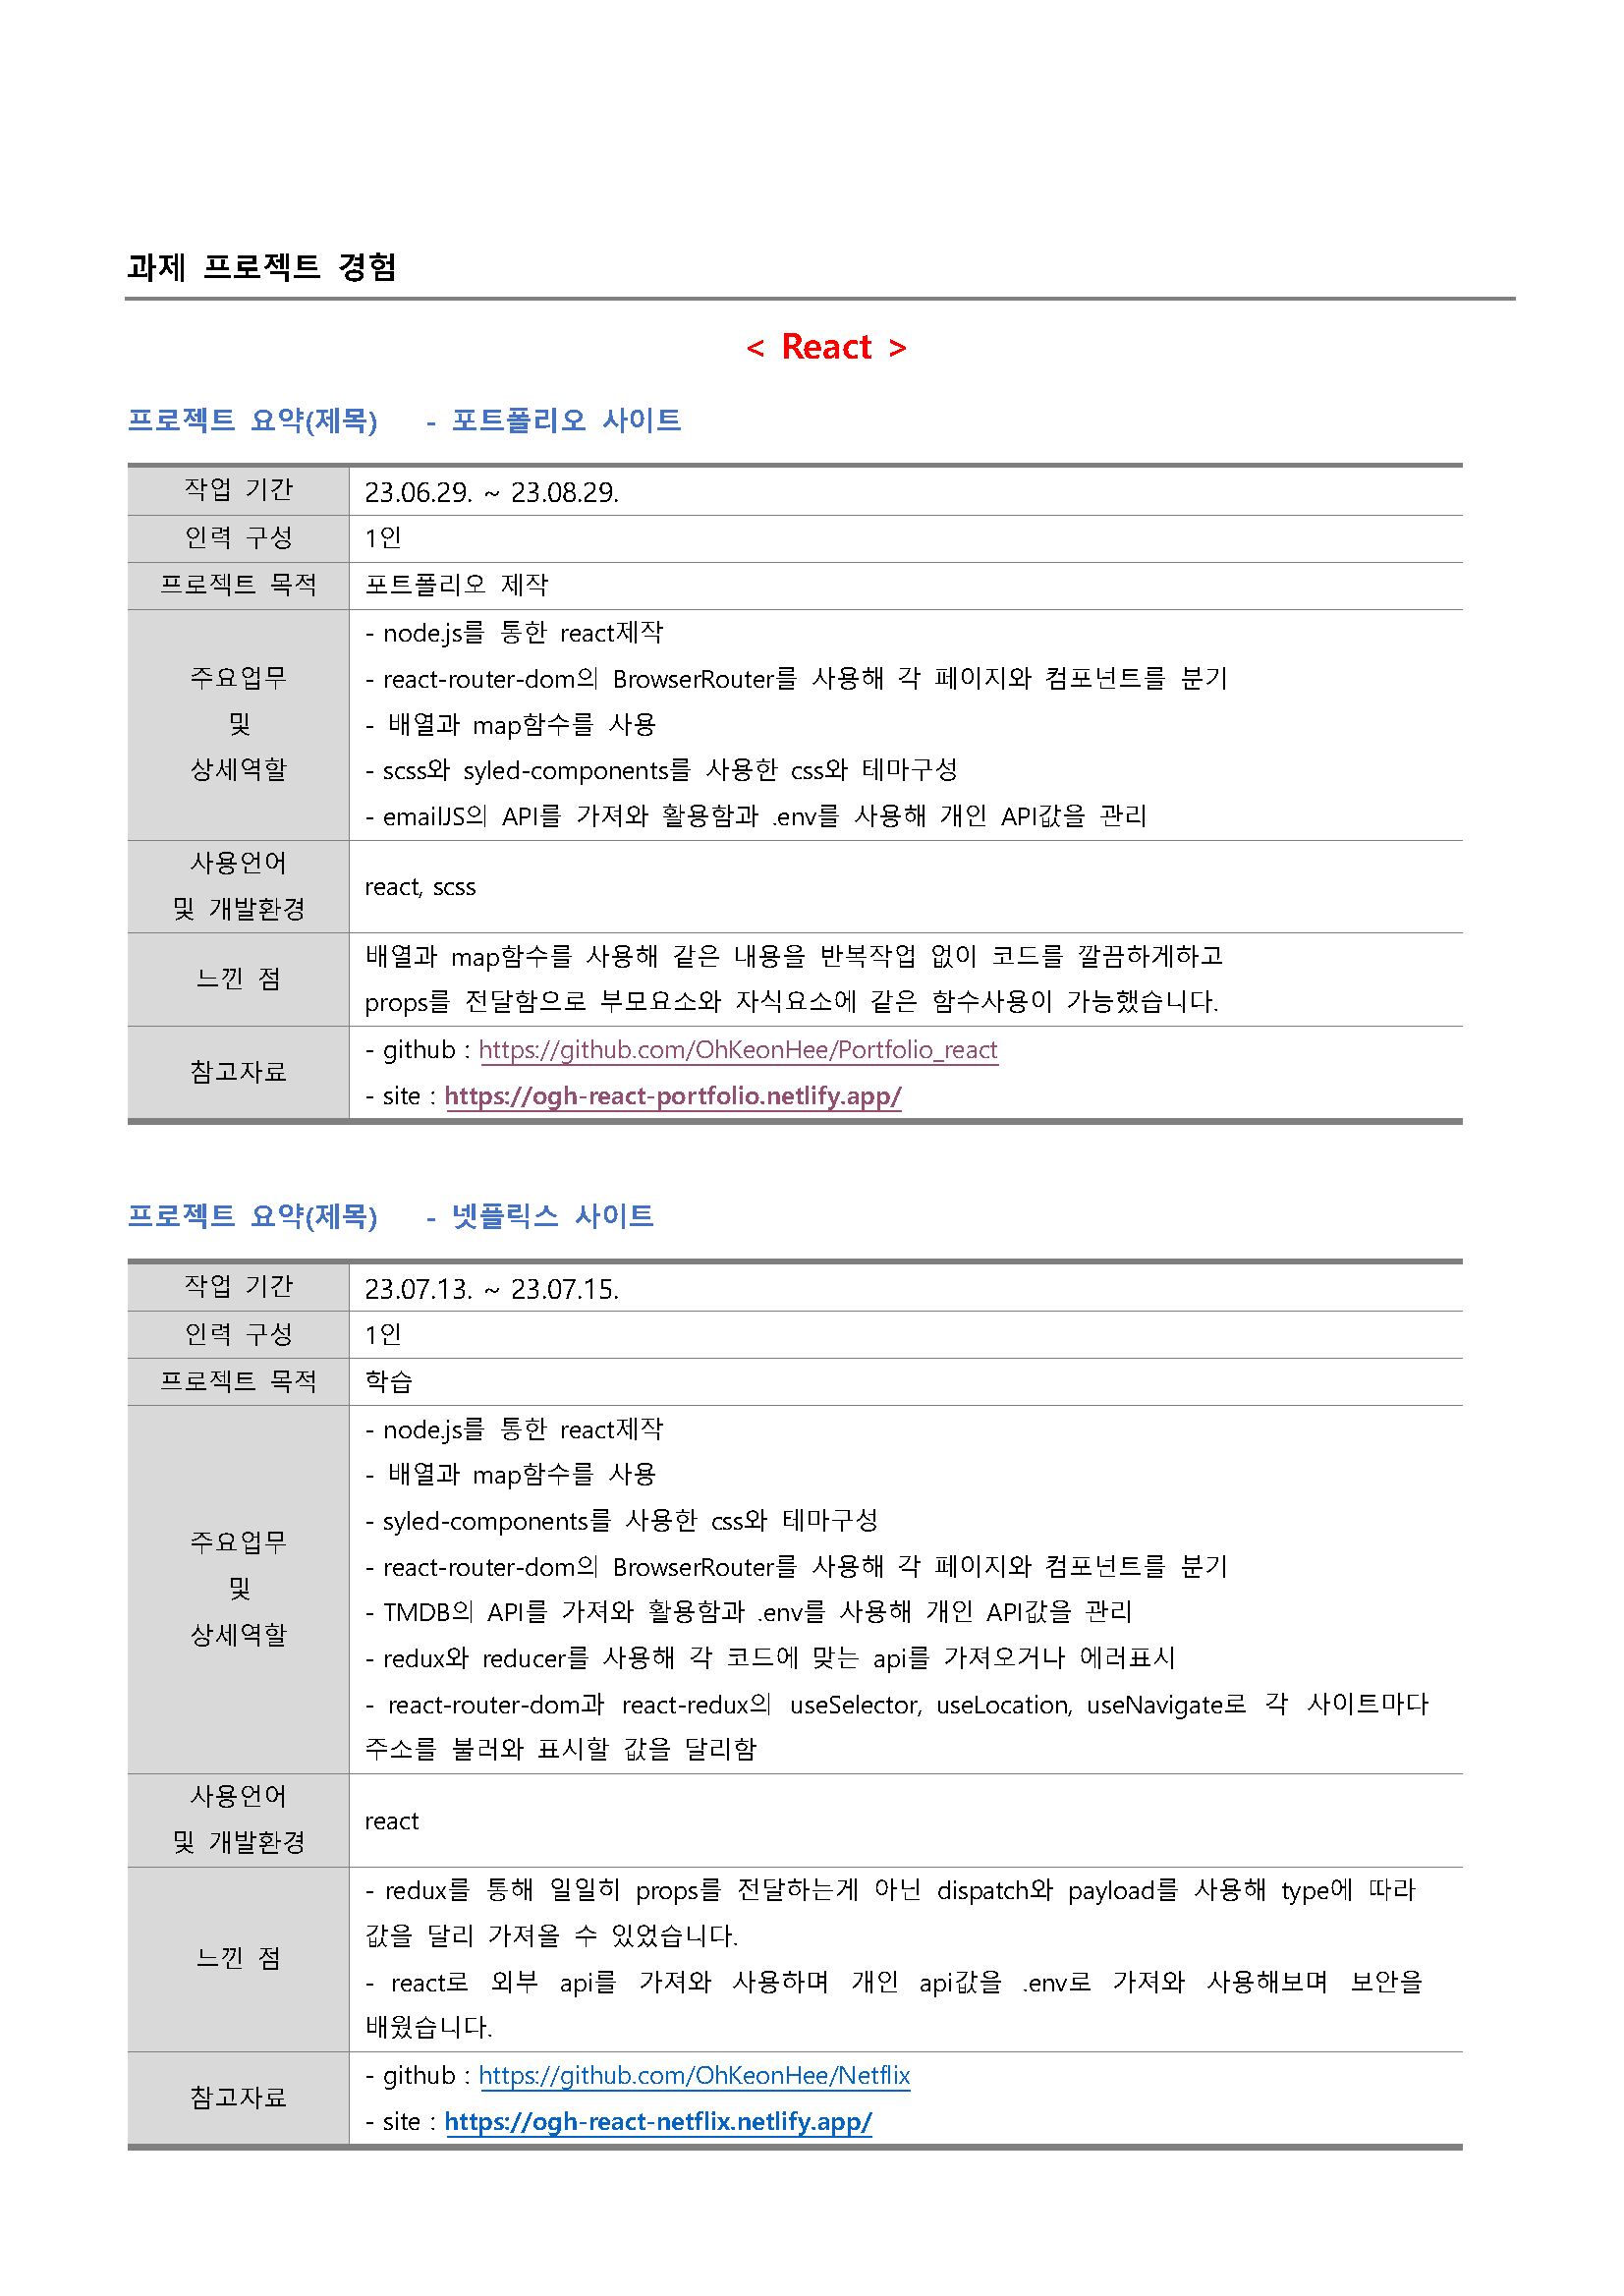 과제 프로젝트 경험
< React >
프로젝트 요약(제목) - 포트폴리오 사이트
작업 기간 23.06.29. ~ 23.08.29.
인력 구성 1인
프로젝트 목적 포트폴리오 제작
주요업무
및
상세역할
- node.js를 통한 react제작
- react-router-dom의 BrowserRouter를 사용해 각 페이지와 컴포넌트를 분기
- 배열과 map함수를 사용
- scss와 syled-components를 사용한 css와 테마구성
- emailJS의 API를 가져와 활용함과 .env를 사용해 개인 API값을 관리
사용언어
및 개발환경
react, scss
느낀 점
배열과 map함수를 사용해 같은 내용을 반복작업 없이 코드를 깔끔하게하고
props를 전달함으로 부모요소와 자식요소에 같은 함수사용이 가능했습니다.
참고자료
- github : https://github.com/OhKeonHee/Portfolio_react
- site : https://ogh-react-portfolio.netlify.app/
프로젝트 요약(제목) - 넷플릭스 사이트
작업 기간 23.07.13. ~ 23.07.15.
인력 구성 1인
프로젝트 목적 학습
주요업무
및
상세역할
- node.js를 통한 react제작
- 배열과 map함수를 사용
- syled-components를 사용한 css와 테마구성
- react-router-dom의 BrowserRouter를 사용해 각 페이지와 컴포넌트를 분기
- TMDB의 API를 가져와 활용함과 .env를 사용해 개인 API값을 관리
- redux와 reducer를 사용해 각 코드에 맞는 api를 가져오거나 에러표시
- react-router-dom과 react-redux의 useSelector, useLocation, useNavigate로 각 사이트마다
주소를 불러와 표시할 값을 달리함
사용언어
및 개발환경
react
느낀 점
- redux를 통해 일일히 props를 전달하는게 아닌 dispatch와 payload를 사용해 type에 따라
값을 달리 가져올 수 있었습니다.
- react로 외부 api를 가져와 사용하며 개인 api값을 .env로 가져와 사용해보며 보안을
배웠습니다.
참고자료
- github : https://github.com/OhKeonHee/Netflix
- site : https://ogh-react-netflix.netlify.app/